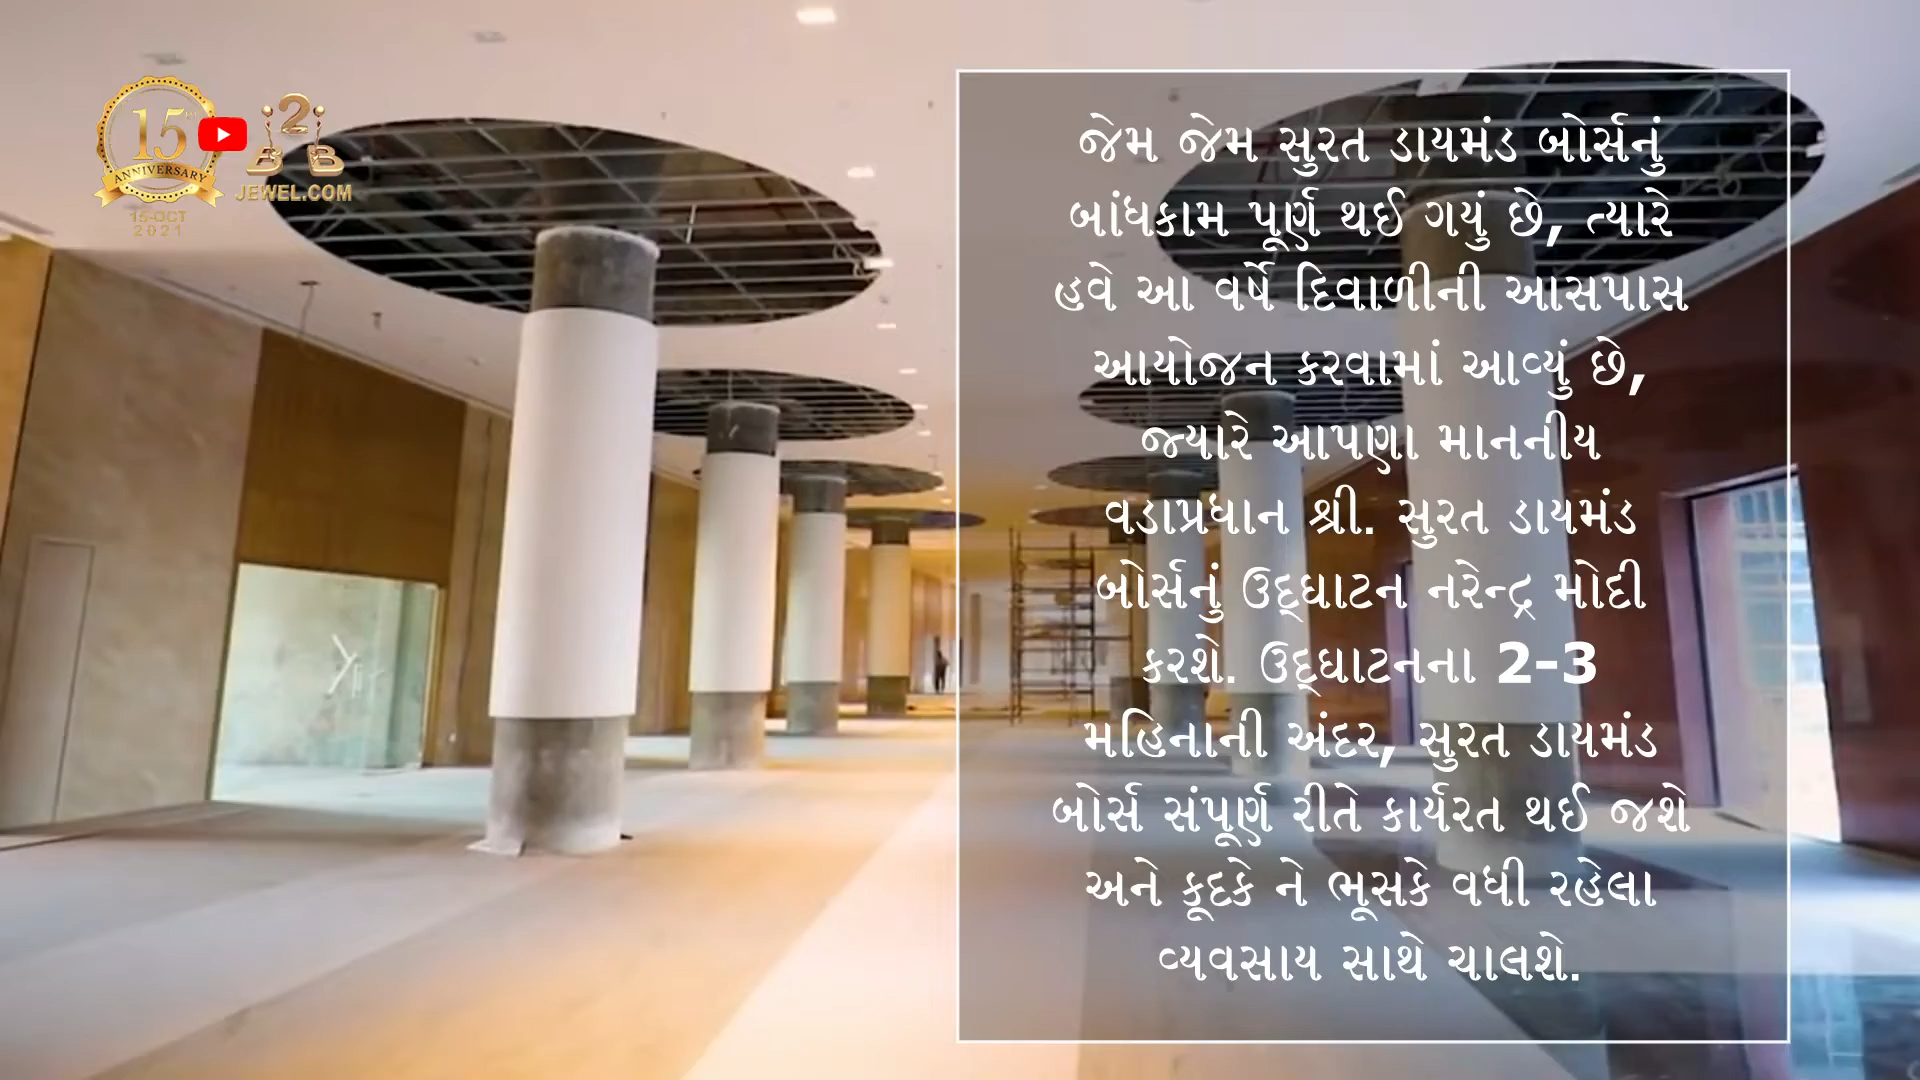 15TH
ANNIVERSARY
15-OCT
2021
B2B
JEWEL.COM
જેમ જેમ સુરત ડાયમંડ બોર્સનું
બાંધકામ પૂર્ણ થઈ ગયું છે, ત્યારે
હવે આ વર્ષે દિવાળીની આસપાસ
આયોજન કરવામાં આવ્યું છે,
જ્યારે આપણા માનનીય
વડાપ્રધાન શ્રી. સુરત ડાયમંડ
બોર્સનું ઉદ્ઘાટન નરેન્દ્ર મોદી
કરશે. ઉદ્ઘાટનના 2-3
મહિનાની અંદર, સુરત ડાયમંડ
બોર્સ સંપૂર્ણ રીતે કાર્યરત થઈ જશે
અને કૂદકે ને ભૂસકે વધી રહેલા
વ્યવસાય સાથે ચાલશે.